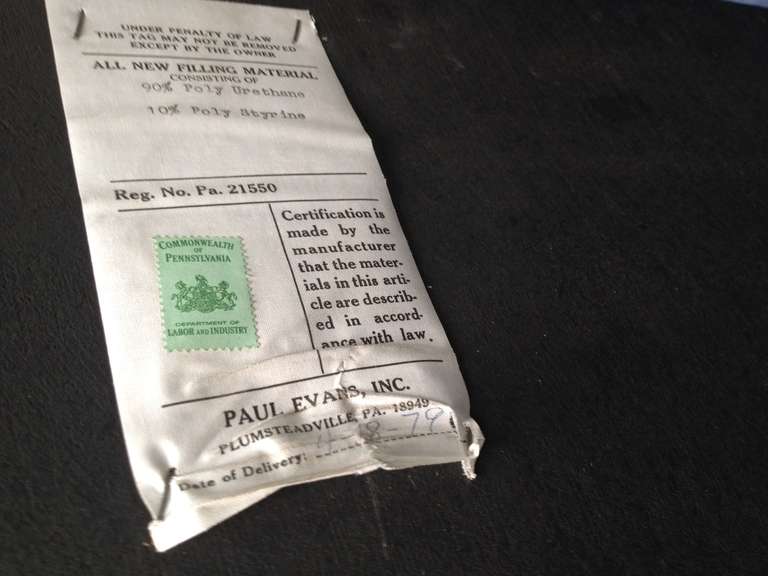 UNDER PENALTY OF LAW
THIS TAG MAY NOT BE REMOVED
EXCEPT BY THE OWNER
ALL NEW FILLING MATERIAL
CONSISTING OF
90% Poly Urethane
10% Poly Styrine
Reg. No. Pa. 21550
COMMONWEALTH
OF
PENNSYLVANIA
DEPARTMENT OF
LABOR AND INDUSTRY
Certification is
made by the
manufacturer
that the mater-
ials in this arti-
cle are describ-
ed in accord-
ance with law.
PAUL EVANS, INC.
PLUMSTEADVILLE, PA. 18949
Date of Delivery: 4-18-79